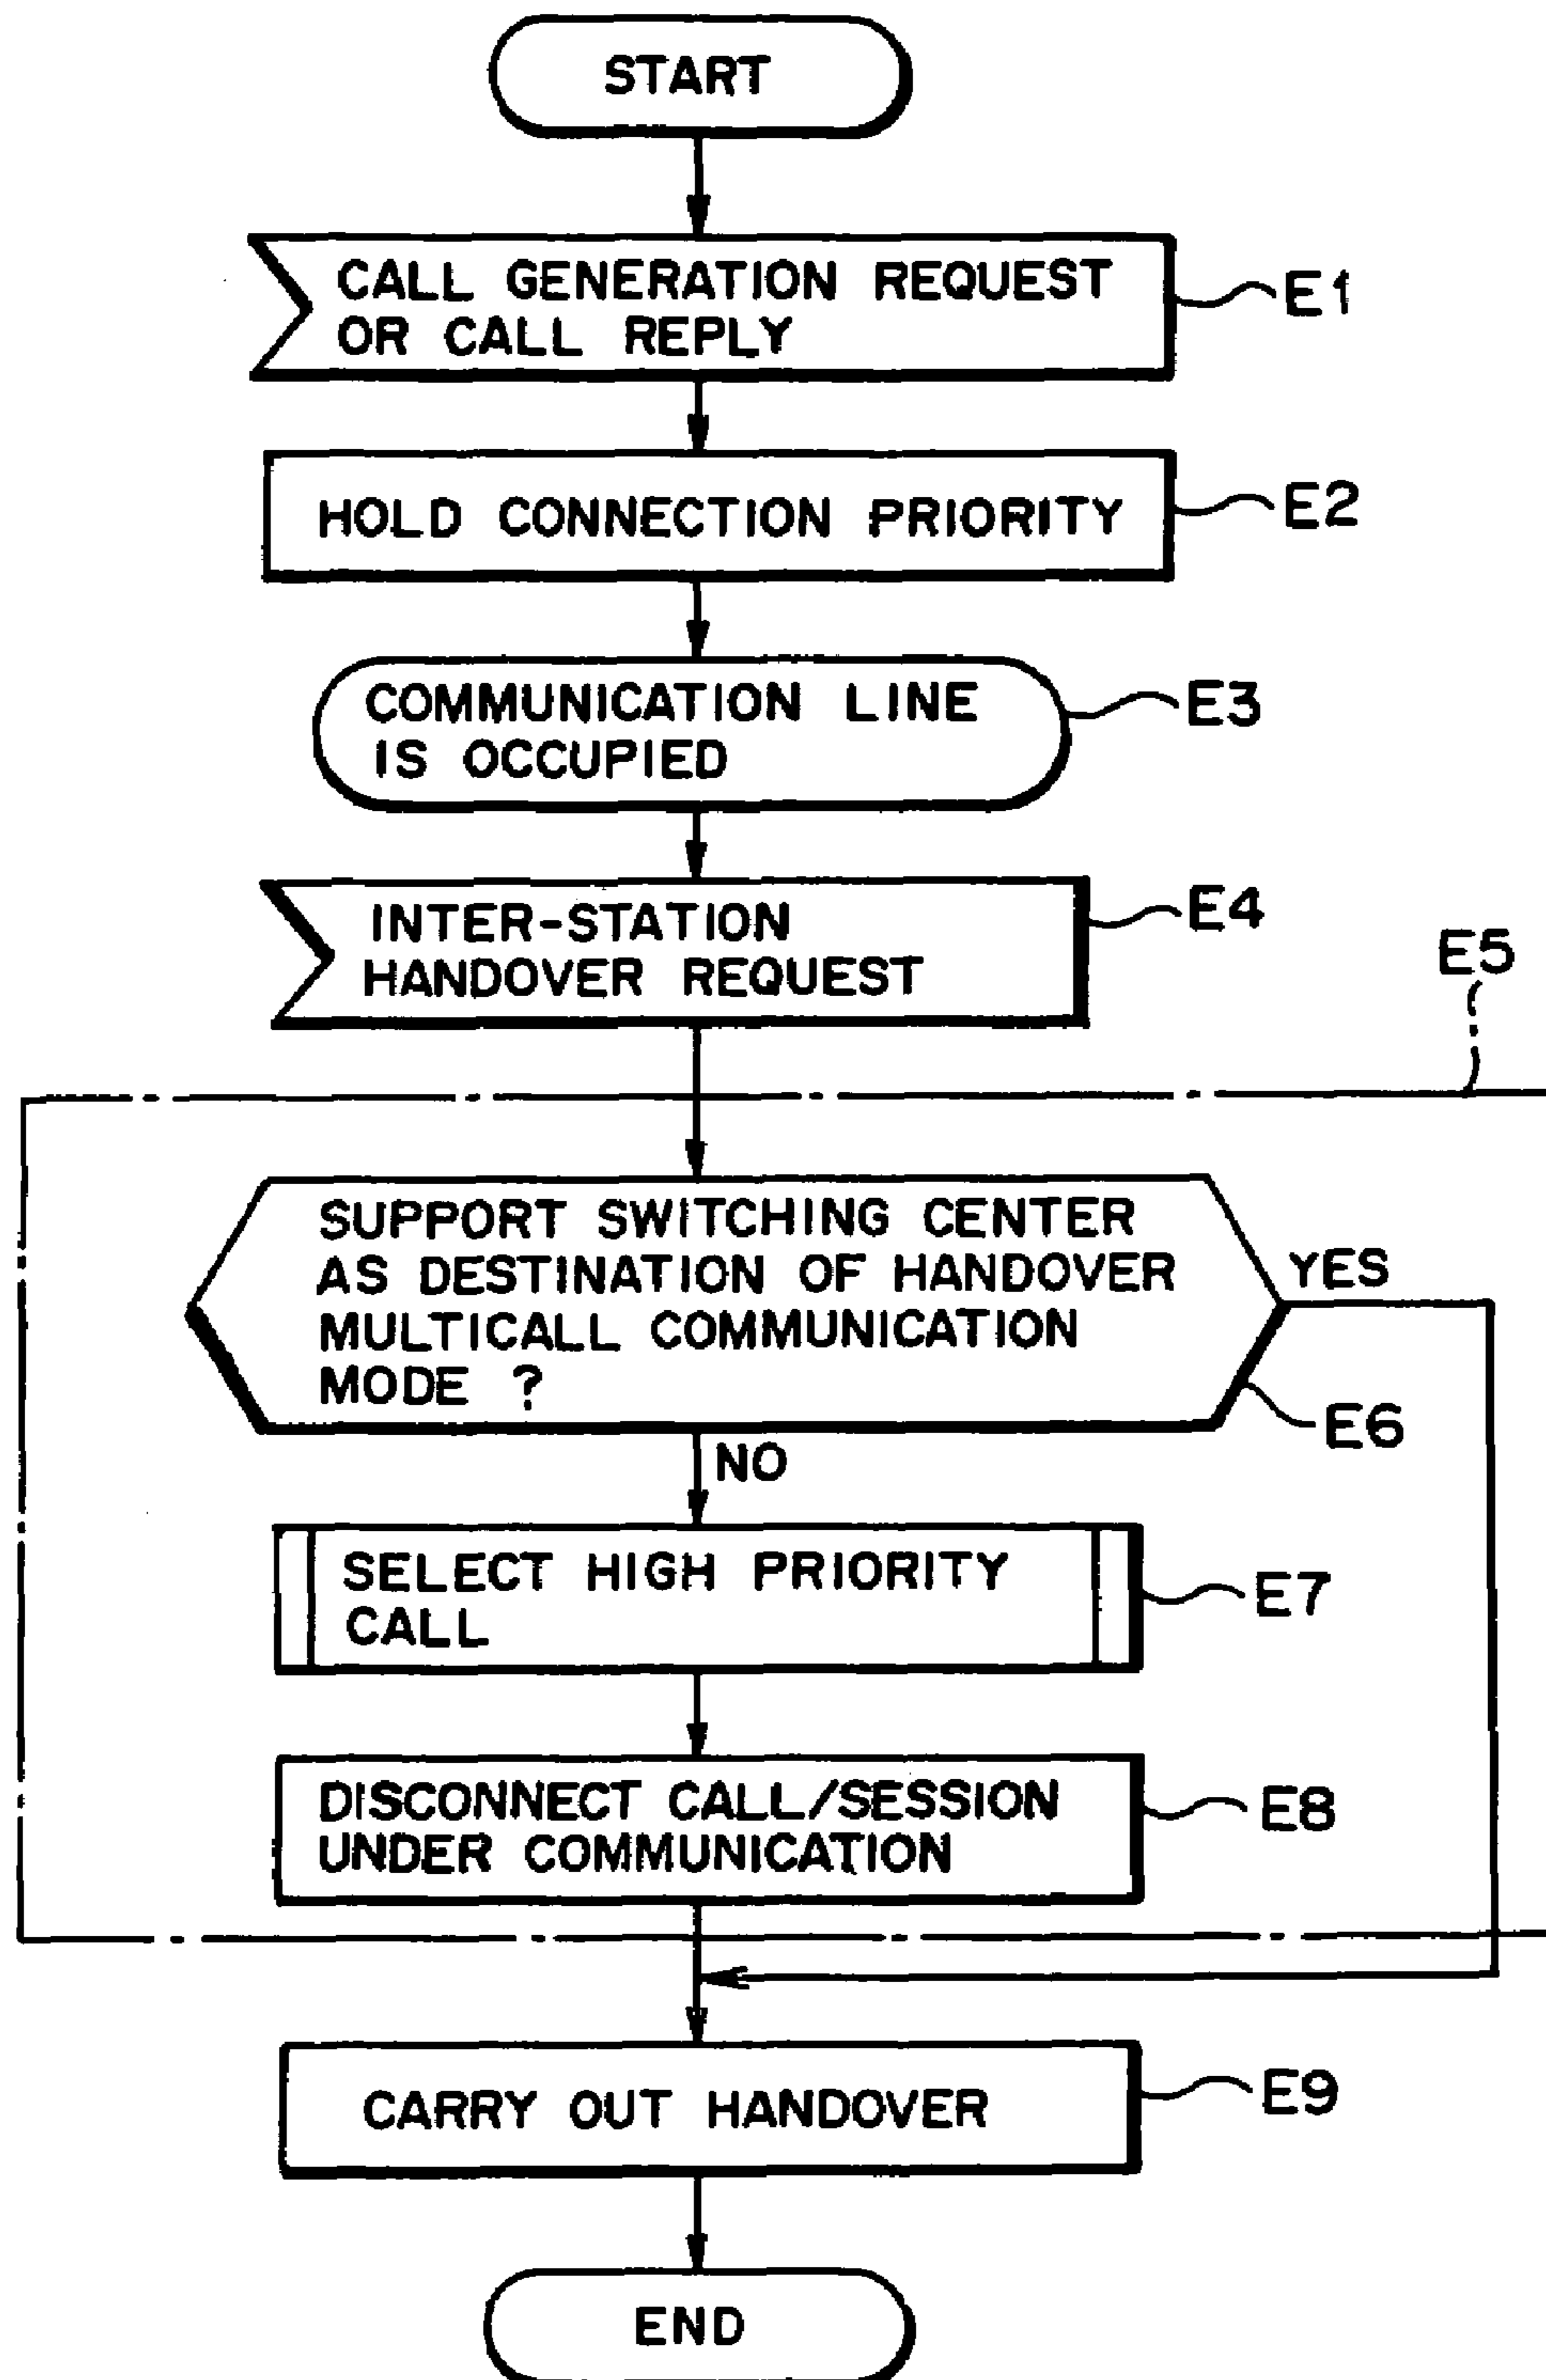 START
CALL GENERATION REQUEST
OR CALL REPLY
E1
HOLD CONNECTION PRIORITY
E2
COMMUNICATION LINE
IS OCCUPIED
E3
INTER-STATION
HANDOVER REQUEST
E4
E5
SUPPORT SWITCHING CENTER
AS DESTINATION OF HANDOVER
MULTICALL COMMUNICATION
MODE ?
YES
E6
NO
SELECT HIGH PRIORITY
CALL
E7
DISCONNECT CALL/SESSION
UNDER COMMUNICATION
E8
CARRY OUT HANDOVER
E9
END